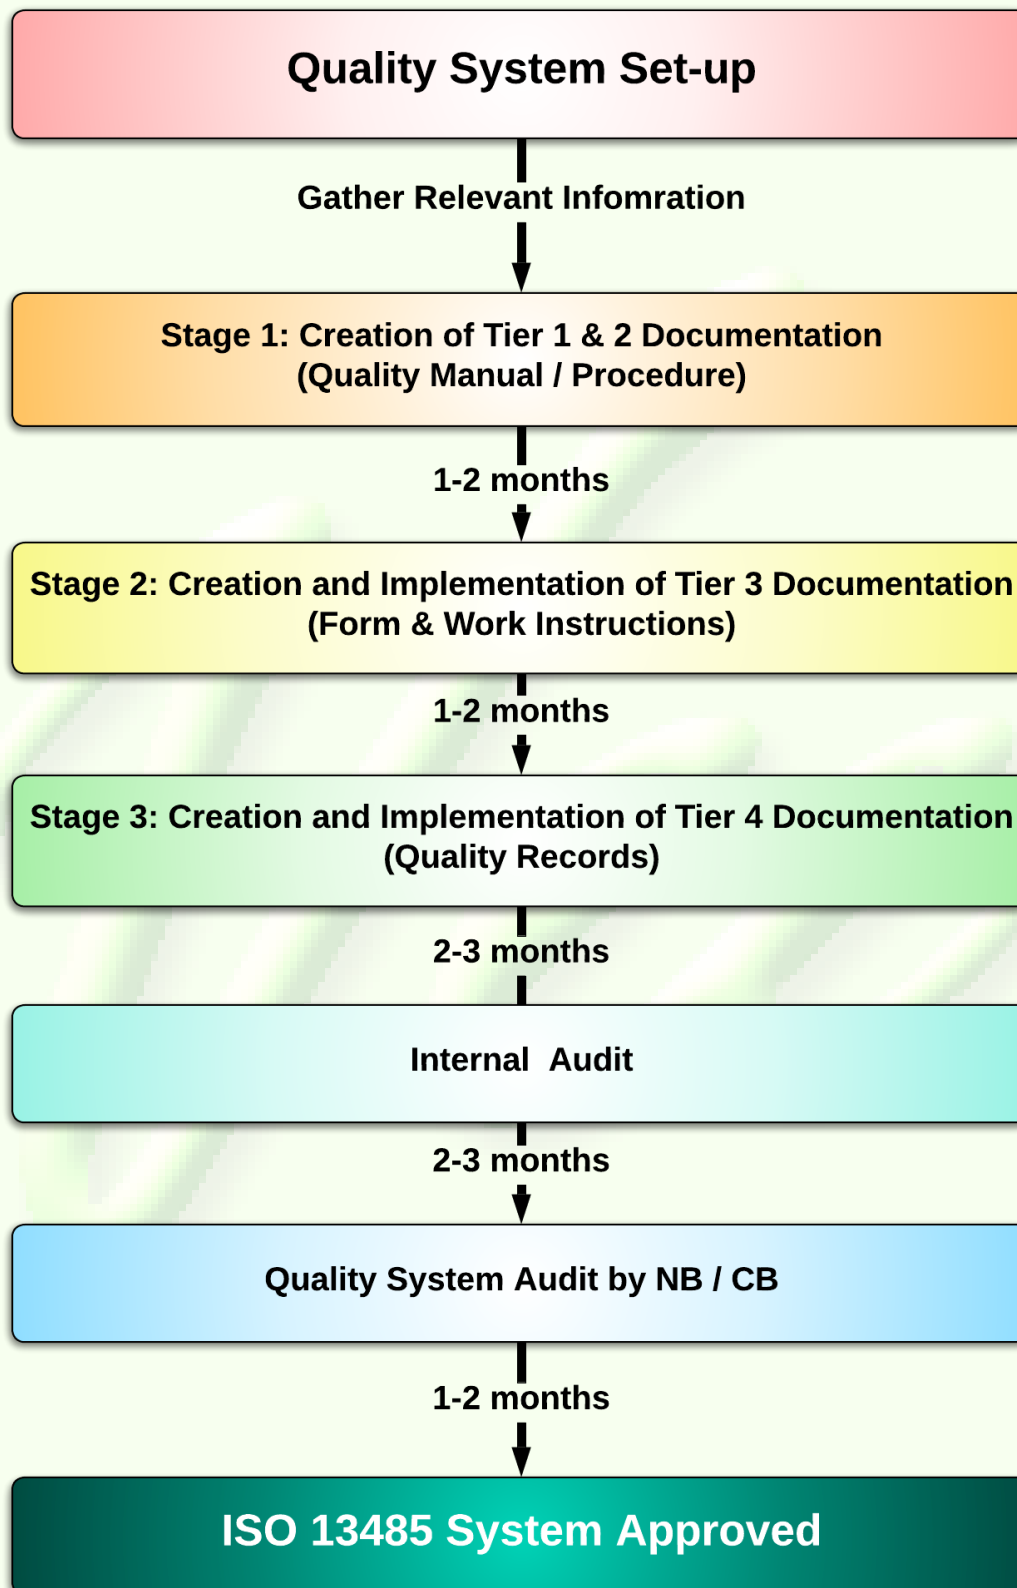 Quality System Set-up
Gather Relevant Infomration
Stage 1: Creation of Tier 1 & 2 Documentation
(Quality Manual / Procedure)
1-2 months
Stage 2: Creation and Implementation of Tier 3 Documentation
(Form & Work Instructions)
1-2 months
Stage 3: Creation and Implementation of Tier 4 Documentation
(Quality Records)
2-3 months
Internal  Audit
2-3 months
Quality System Audit by NB / CB
1-2 months
ISO 13485 System Approved